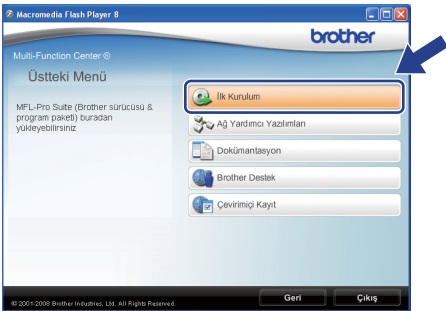 Macromedia Flash Player 8
brother
Multi-Function Center ®
Üstteki Menü
MFL-Pro Suite (Brother sürücüsü &
program paketi) buradan
yükleyebilirsiniz
İlk Kurulum
Ağ Yardımcı Yazılımları
Dokümantasyon
Brother Destek
Çevirimiçi Kayıt
© 2001-2008 Brother Industries, Ltd. All Rights Reserved.
Geri
Çıkış